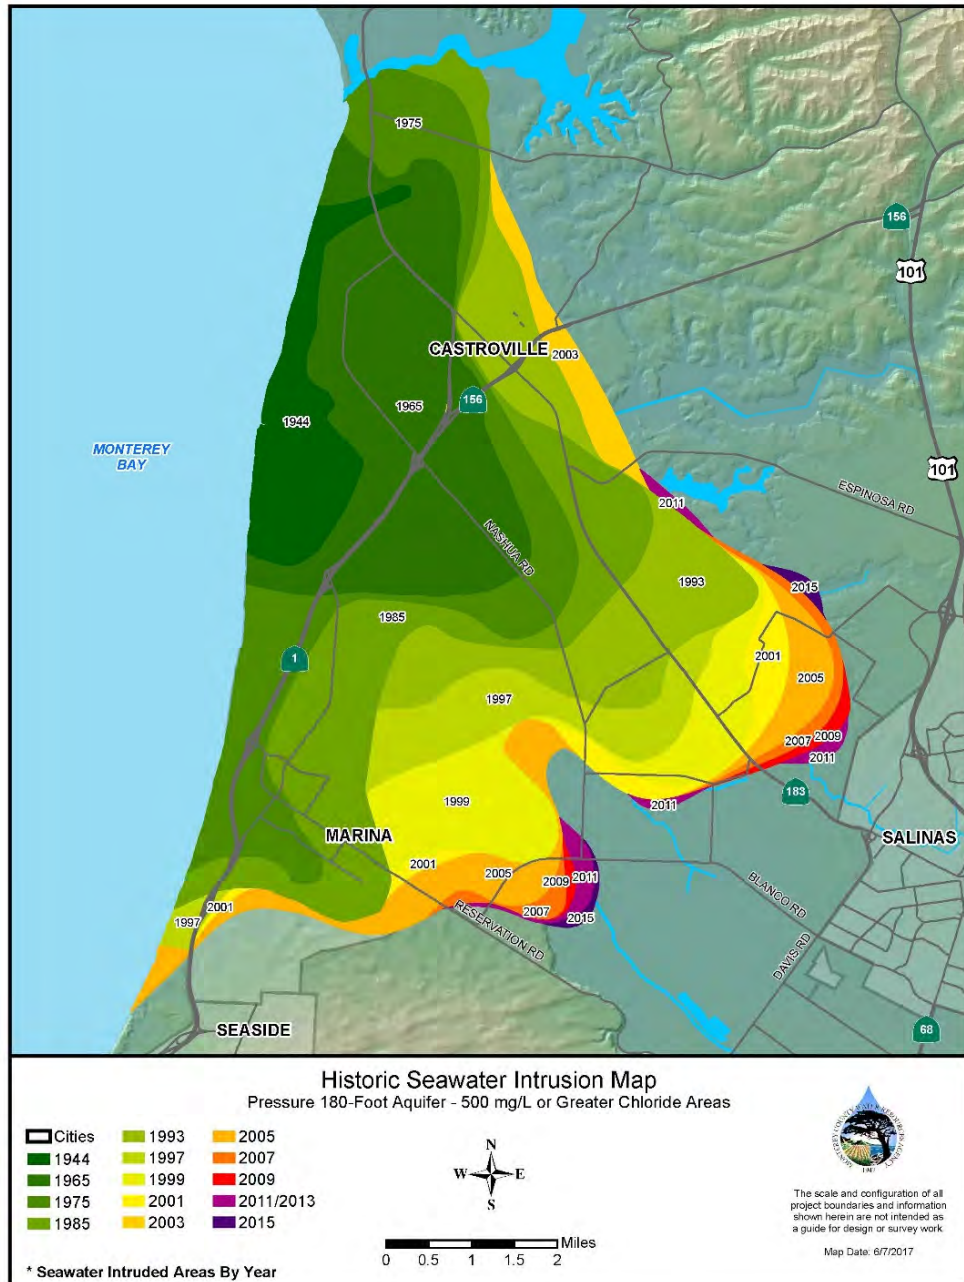 1975
156
101
CASTROVILLE
2003
156
1965
1944
MONTEREY
BAY
101
ESPINOSA RD
2011
NASHUA RD
1993
2015
1985
1
2001
2005
1997
2009
2007
2011
183
1999
2011
MARINA
SALINAS
2001
2005
2009
2011
BLANCO RD
2007
2015
RESERVATION RD
2001
1997
DAVIS RD
SEASIDE
68
Historic Seawater Intrusion Map
Pressure 180-Foot Aquifer - 500 mg/L or Greater Chloride Areas
Cities
1944
1965
1975
1985
1993
1997
1999
2001
2003
2005
2007
2009
2011/2013
2015
N
W E
S
Miles
0 0.5 1 1.5 2
MONTEREY COUNTY WATER RESOURCES AGENCY
1947
The scale and configuration of all
project boundaries and information
shown herein are not intended as
a guide for design or survey work.
Map Date: 6/7/2017
* Seawater Intruded Areas By Year